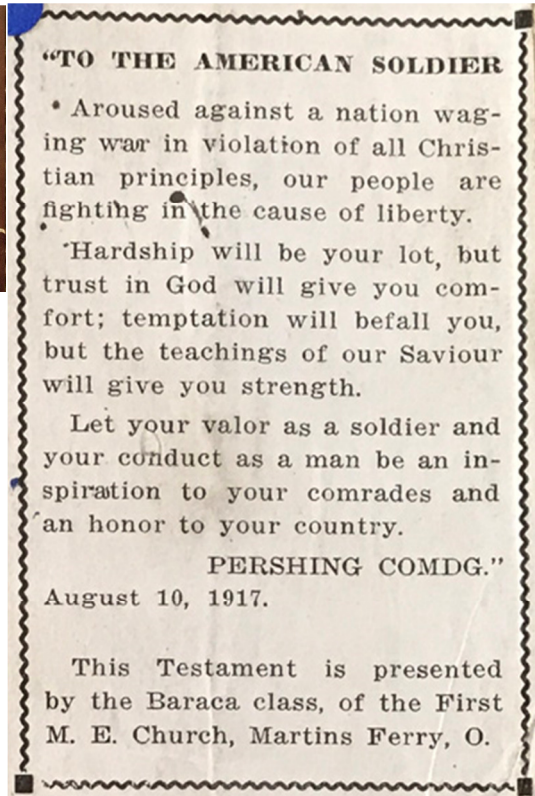 "TO THE AMERICAN SOLDIER
Aroused against a nation wag-
ing war in violation of all Chris-
tian principles, our people are
fighting in the cause of liberty.
Hardship will be your lot, but
trust in God will give you com-
fort; temptation will befall you,
but the teachings of our Saviour
will give you strength.
Let your valor as a soldier and
your conduct as a man be an in-
spiration to your comrades and
an honor to your country.
PERSHING COMDG."
August 10, 1917.
This Testament is presented
by the Baraca class, of the First
M. E. Church, Martins Ferry, O.